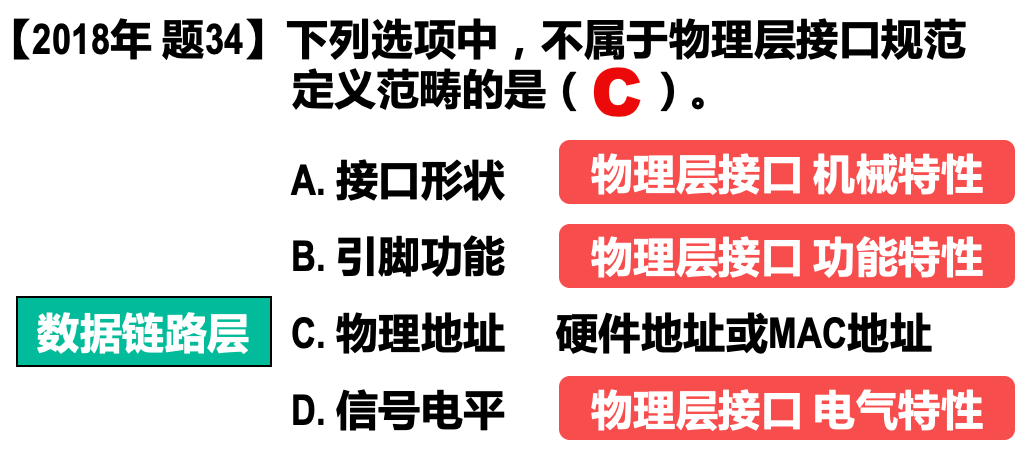 【2018年 题34】下列选项中，不属于物理层接口规范
定义范畴的是（ C ）。
A. 接口形状 物理层接口 机械特性
B. 引脚功能 物理层接口 功能特性
数据链路层 C. 物理地址 硬件地址或MAC地址
D. 信号电平 物理层接口 电气特性